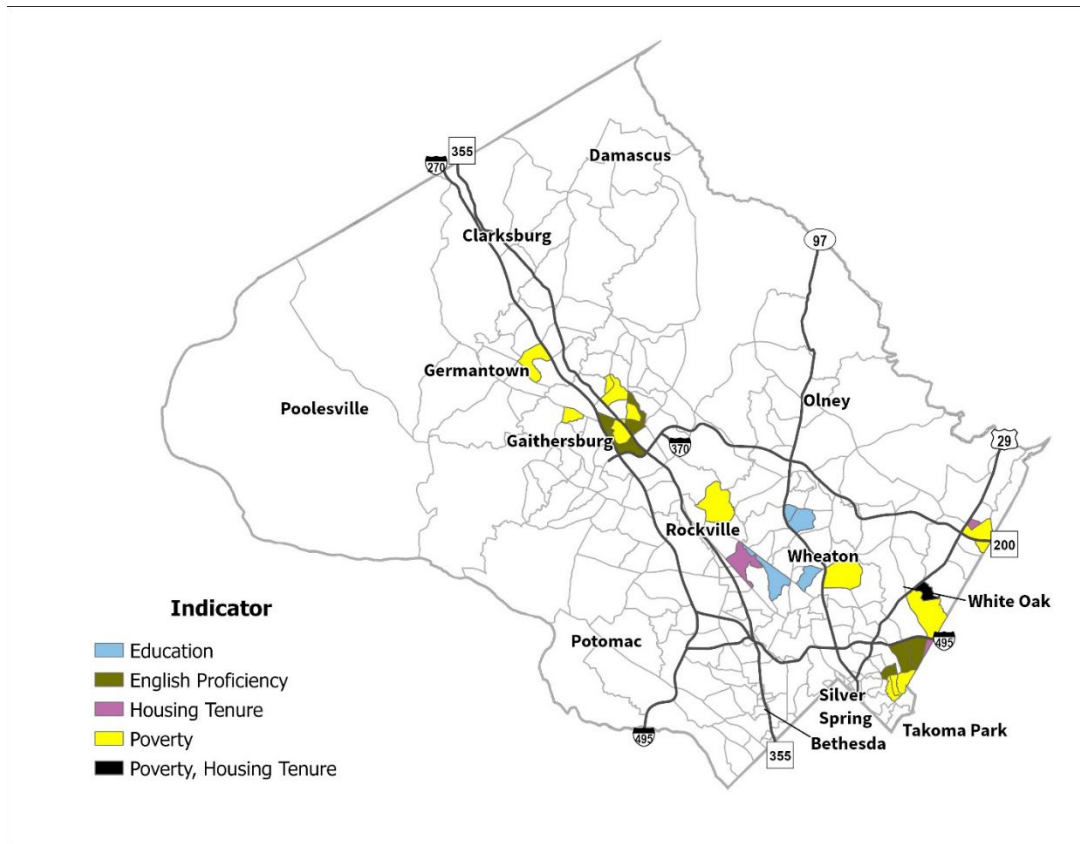 355
270
Damascus
Clarksburg
97
Germantown
Poolesville
Olney
29
Gaithersburg
370
Rockville
200
Wheaton
White Oak
Indicator
Education
English Proficiency
Housing Tenure
Poverty
Poverty, Housing Tenure
Potomac
495
Silver
Spring
Takoma Park
Bethesda
495
355